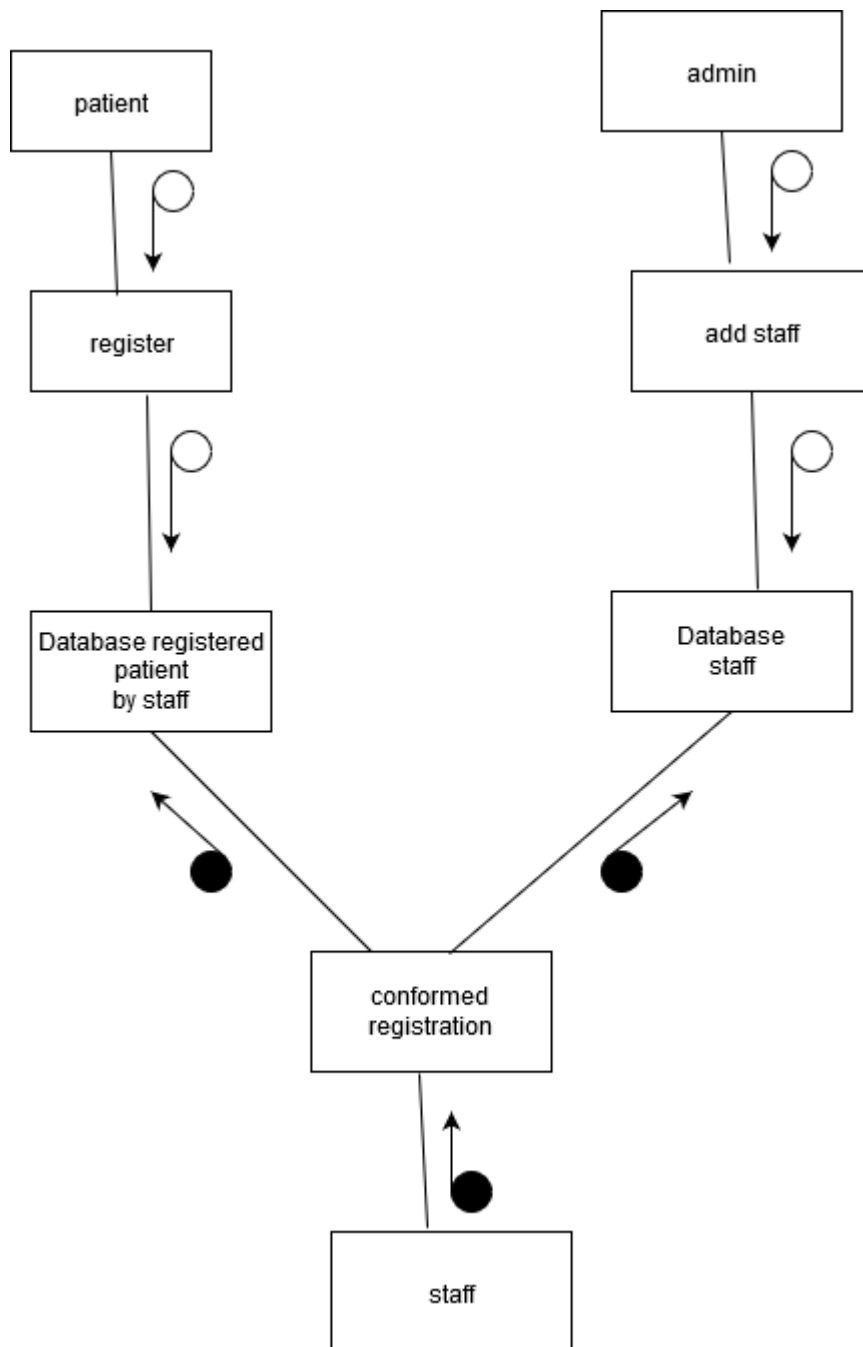 patient
admin
register
add staff
Database registered
patient
by staff
Database
staff
conformed
registration
staff